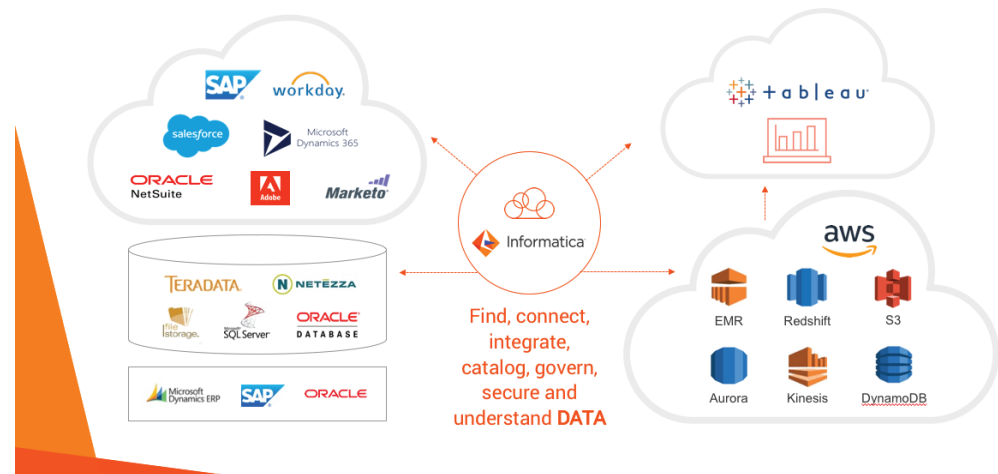 SAP
workday.
salesforce
Microsoft
Dynamics 365
ORACLE
NetSuite
Adobe
Marketo
TERADATA.
N NETEZZA
file
storage.
Microsoft
SQL Server
ORACLE
DATABASE
Microsoft
Dynamics ERP
SAP
ORACLE
Informatica
Find, connect,
integrate,
catalog, govern,
secure and
understand DATA
+ableau
aws
EMR
Redshift
S3
Aurora
Kinesis
DynamoDB